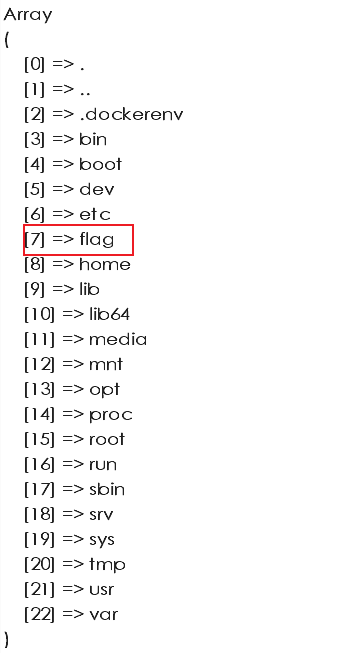 Array
(
[0] => .
[1] => ..
[2] => .dockerenv
[3] => bin
[4] => boot
[5] => dev
[6] => etc
[7] => flag
[8] => home
[9] => lib
[10] => lib64
[11] => media
[12] => mnt
[13] => opt
[14] => proc
[15] => root
[16] => run
[17] => sbin
[18] => srv
[19] => sys
[20] => tmp
[21] => usr
[22] => var
)